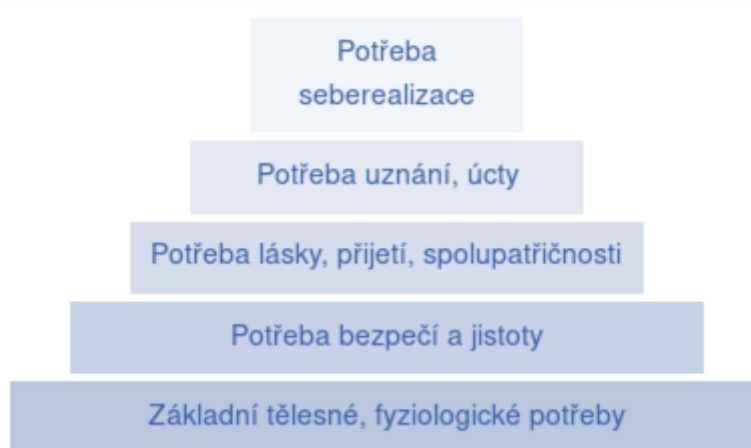 Potřeba
seberealizace
Potřeba uznání, úcty
Potřeba lásky, přijetí, spolupatřičnosti
Potřeba bezpečí a jistoty
Základní tělesné, fyziologické potřeby